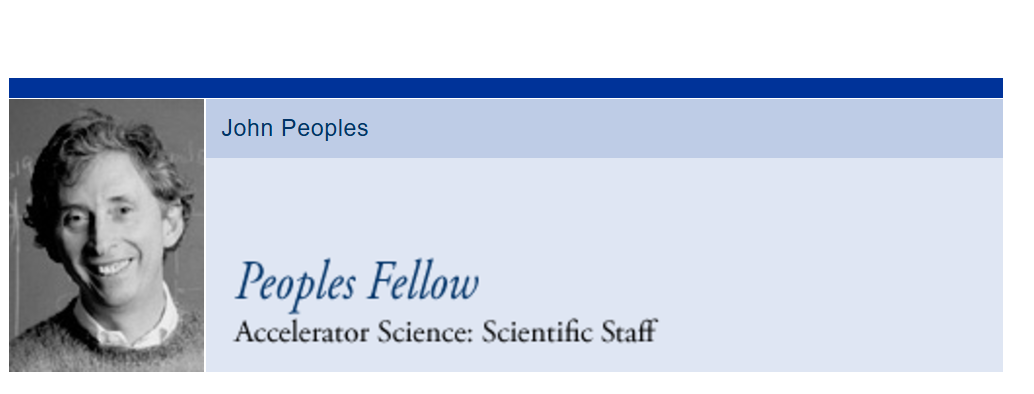 John Peoples
Peoples Fellow
Accelerator Science: Scientific Staff